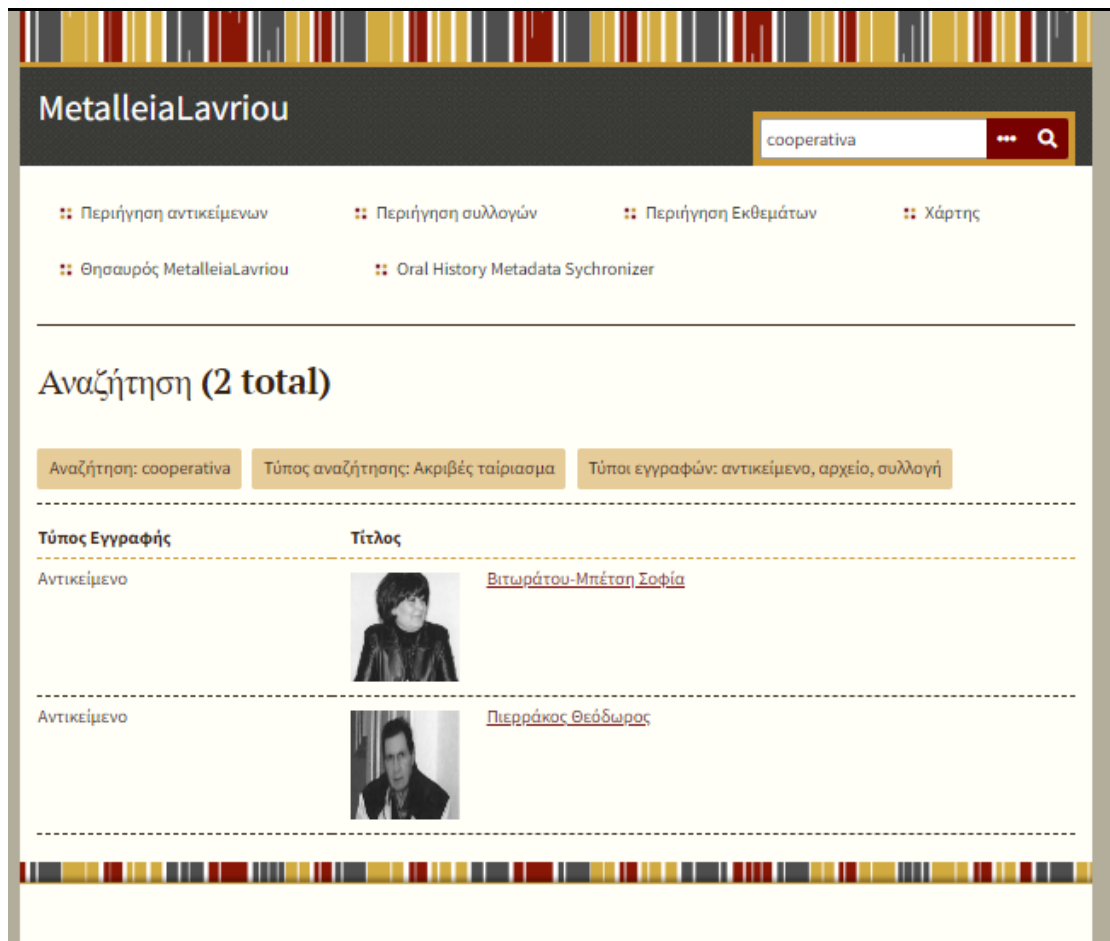 MetalleiaLavriou
cooperativa
Περιήγηση αντικείμενων Περιήγηση συλλογών Περιήγηση Εκθεμάτων Χάρτης
Θησαυρός MetalleiaLavriou Oral History Metadata Sychronizer
Αναζήτηση (2 total)
Αναζήτηση: cooperativa Τύπος αναζήτησης: Ακριβές ταίριασμα Τύποι εγγραφών: αντικείμενο, αρχείο, συλλογή
Τύπος Εγγραφής Τίτλος
Αντικείμενο Βιτωράτου-Μπέτση Σοφία
Αντικείμενο Πιερράκος Θεόδωρος